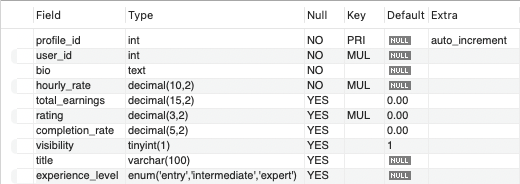 Field Type Null Key Default Extra
profile_id int NO PRI NULL auto_increment
user_id int NO MUL NULL
bio text NO NULL
hourly_rate decimal(10,2) NO MUL NULL
total_earnings decimal(15,2) YES 0.00
rating decimal(3,2) YES MUL 0.00
completion_rate decimal(5,2) YES 0.00
visibility tinyint(1) YES 1
title varchar(100) YES NULL
experience_level enum('entry','intermediate','expert') YES NULL